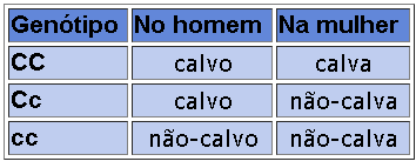 Genótipo No homem Na mulher
CC calvo calva
Cc calvo não-calva
cc não-calvo não-calva